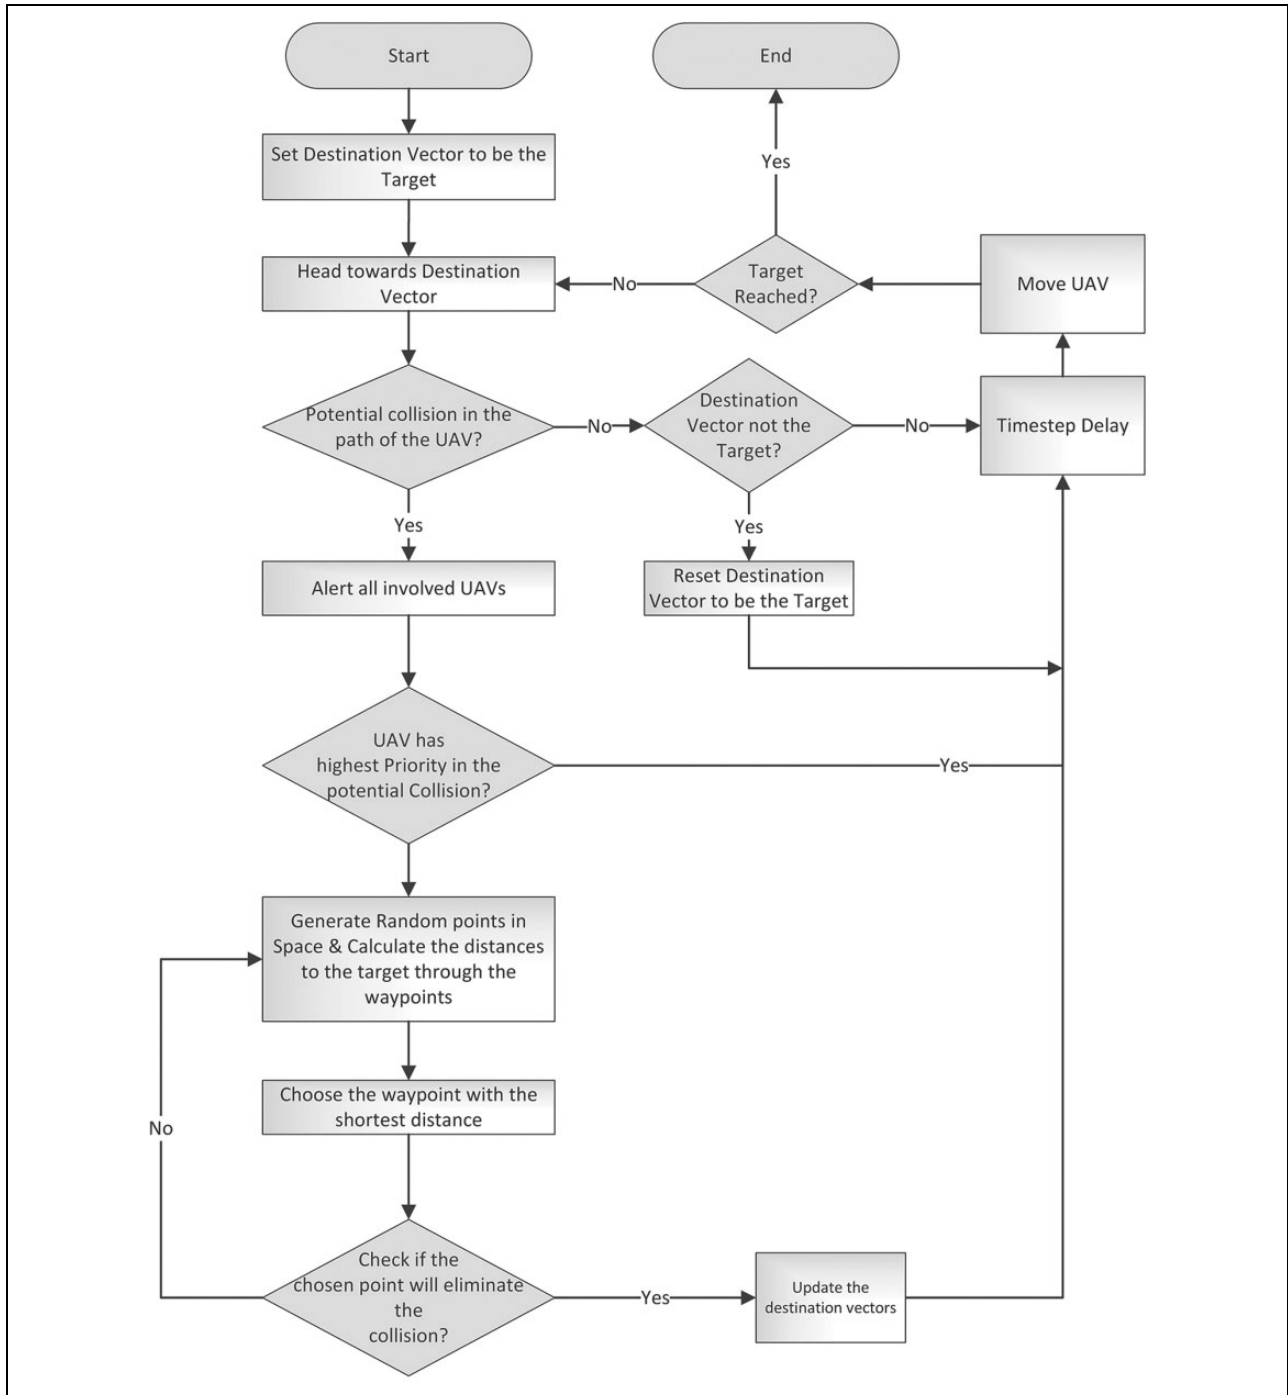 Start
End
Set Destination Vector to be the
Target
Yes
Head towards Destination
Vector
No
Target
Reached?
Move UAV
Potential collision in the
path of the UAV?
No
Destination
Vector not the
Target?
No
Timestep Delay
Yes
Yes
Alert all involved UAVs
Reset Destination
Vector to be the Target
UAV has
highest Priority in the
potential Collision?
Yes
Generate Random points in
Space & Calculate the distances
to the target through the
waypoints
Choose the waypoint with the
shortest distance
No
Check if the
chosen point will eliminate
the
collision?
Yes
Update the
destination vectors